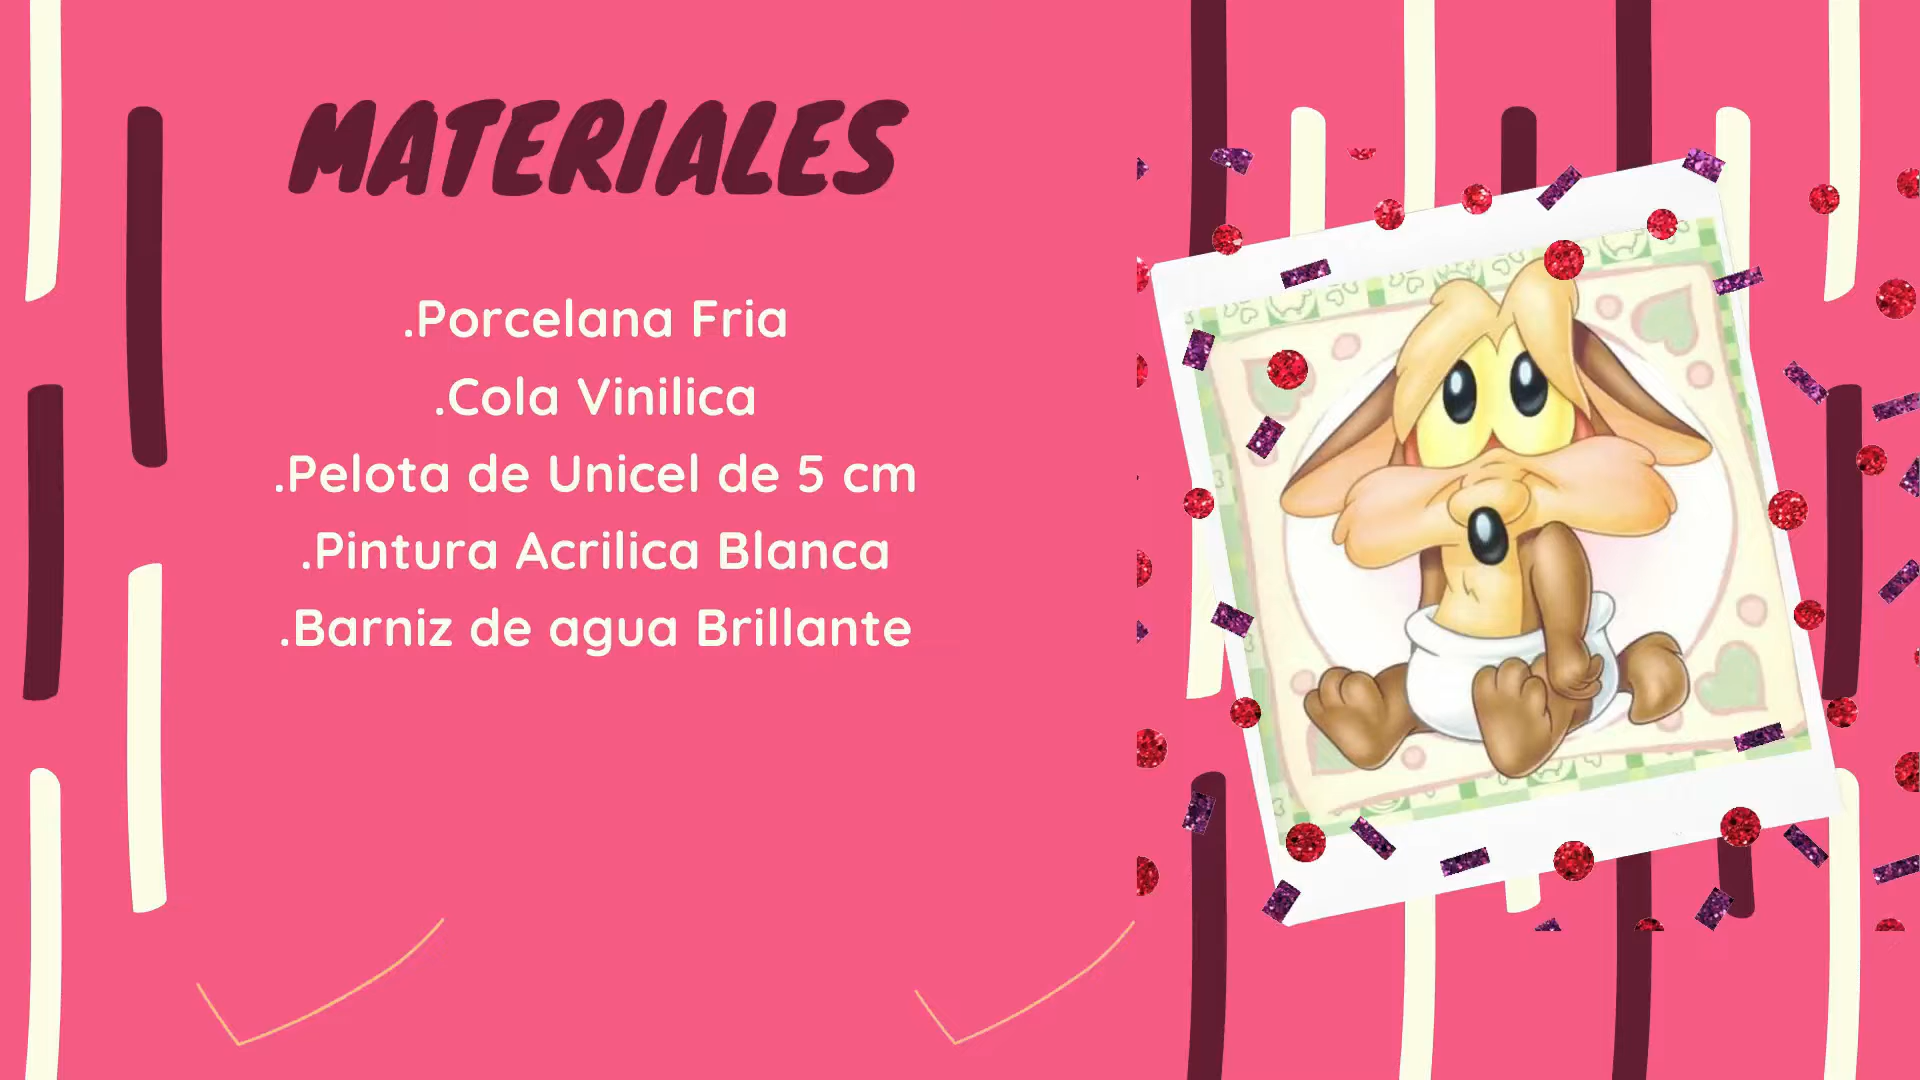 MATERIALES
.Porcelana Fria
.Cola Vinilica
.Pelota de Unicel de 5 cm
.Pintura Acrilica Blanca
.Barniz de agua Brillante